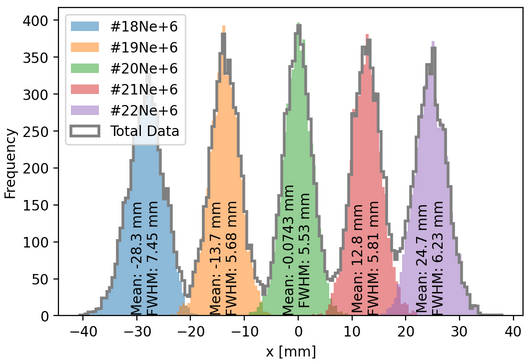 #18Ne+6
#19Ne+6
#20Ne+6
#21Ne+6
#22Ne+6
Total Data
Frequency
400
350
300
250
200
150
100
50
0
Mean: -28.3 mm
FWHM: 7.45 mm
Mean: -13.7 mm
FWHM: 5.68 mm
Mean: -0.0743 mm
FWHM: 5.53 mm
Mean: 12.8 mm
FWHM: 5.81 mm
Mean: 24.7 mm
FWHM: 6.23 mm
−40 −30 −20 −10 0 10 20 30 40
x [mm]